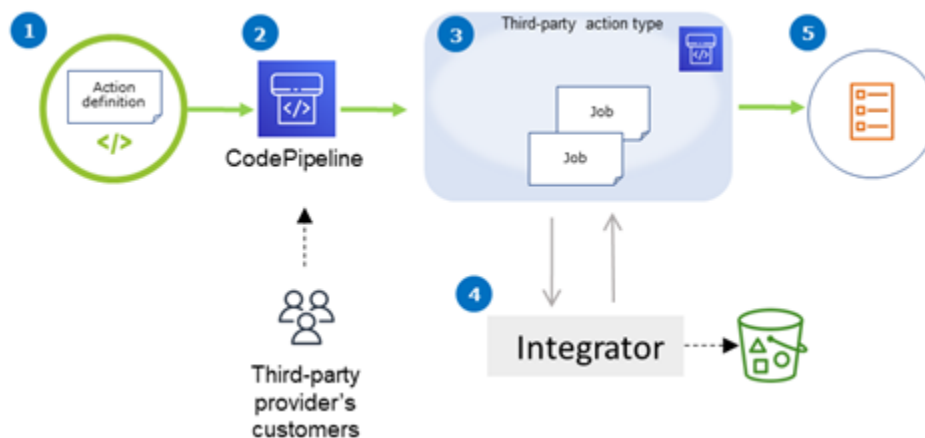 1
2
3
Third-party action type
5
Action
definition
</>
</>
</>
Job
Job
CodePipeline
4
Integrator
Third-party
provider's
customers